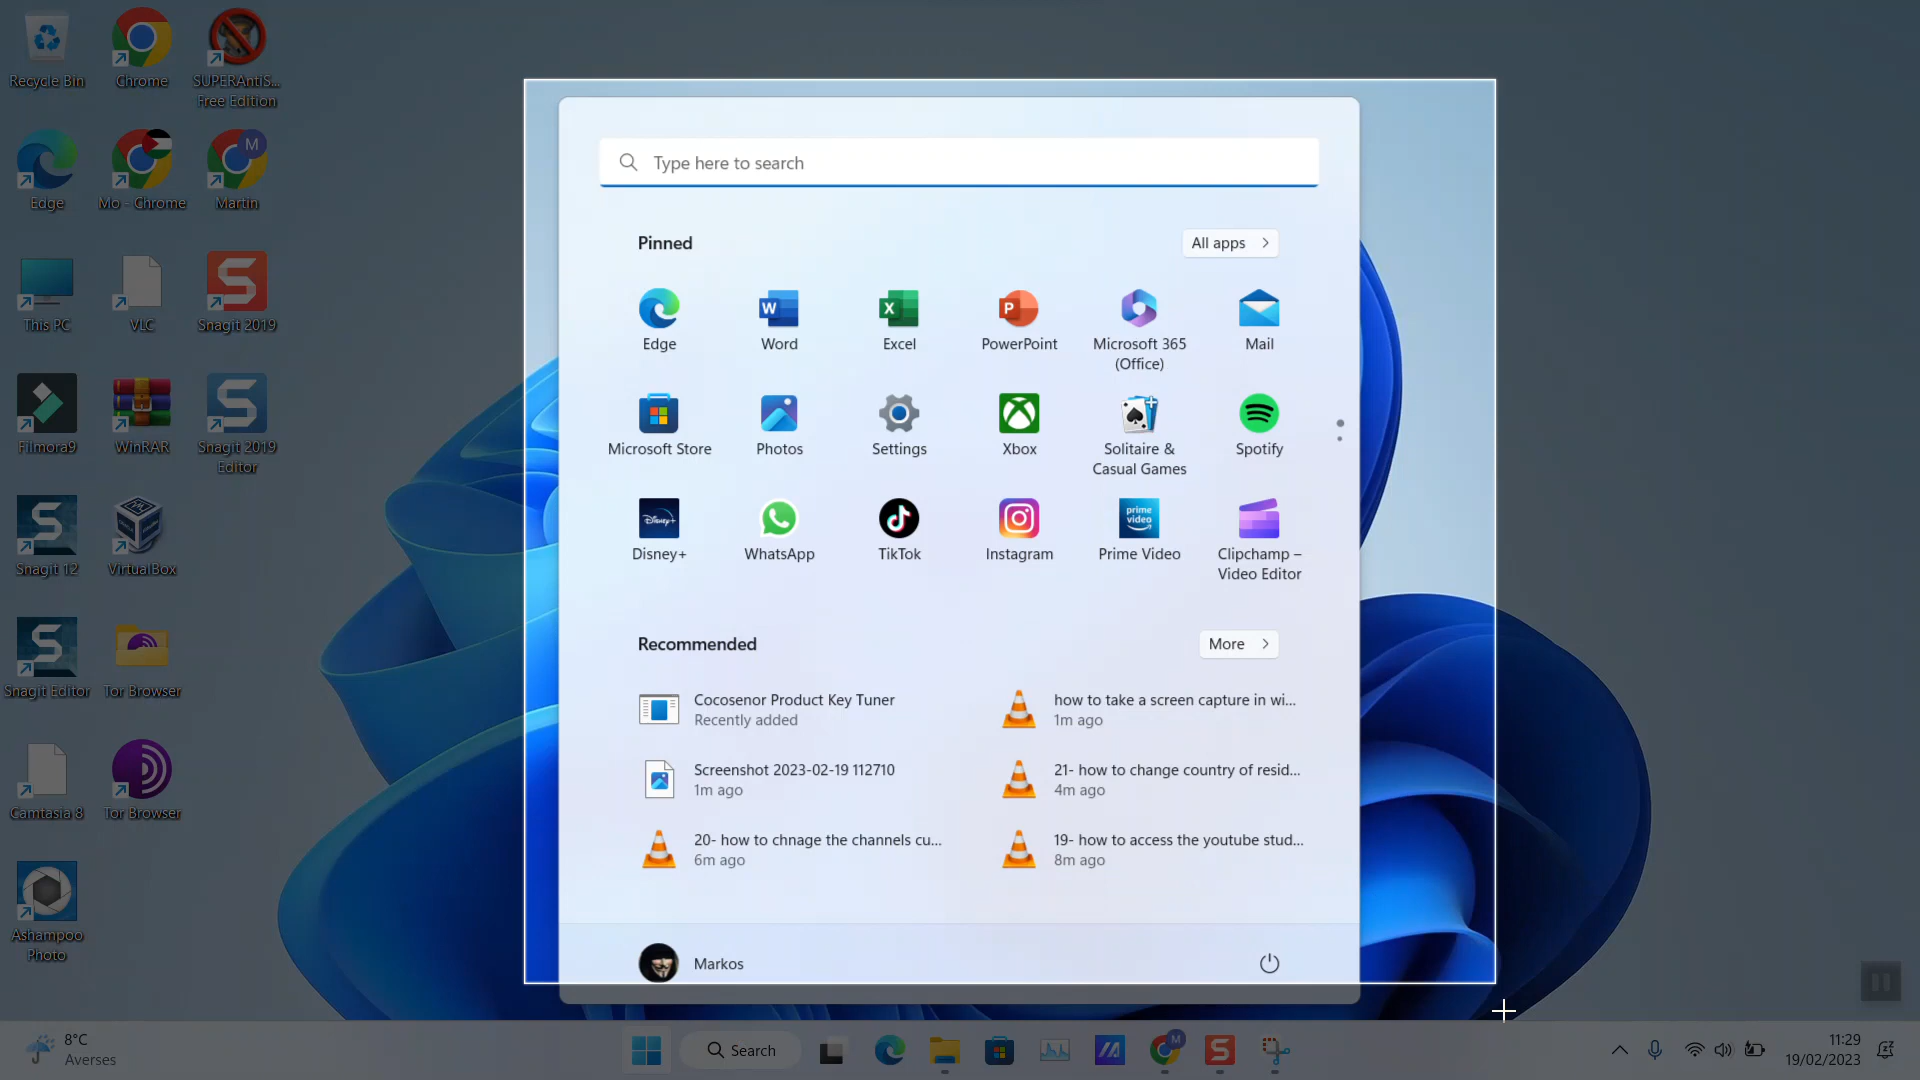 Recycle Bin
Chrome
SUPERAntiS...
Free Edition
Edge
Mo - Chrome
M
Martin
This PC
VLC
Snagit 2019
Filmora9
WinRAR
Snagit 2019
Editor
Snagit 12
VirtualBox
Snagit Editor
Tor Browser
Camtasia 8
Tor Browser
Ashampoo
Photo
Type here to search
Pinned
All apps
Edge
Word
Excel
PowerPoint
Microsoft 365
(Office)
Mail
Microsoft Store
Photos
Settings
Xbox
Solitaire &
Casual Games
Spotify
Disney+
prime
video
Disney+
WhatsApp
TikTok
Instagram
Prime Video
Clipchamp –
Video Editor
Recommended
More
Cocosenor Product Key Tuner
Recently added
how to take a screen capture in wi...
1m ago
Screenshot 2023-02-19 112710
1m ago
21- how to change country of resid...
4m ago
20- how to chnage the channels cu...
6m ago
19- how to access the youtube stud...
8m ago
Markos
8°C
Averses
Search
M
11:29
19/02/2023